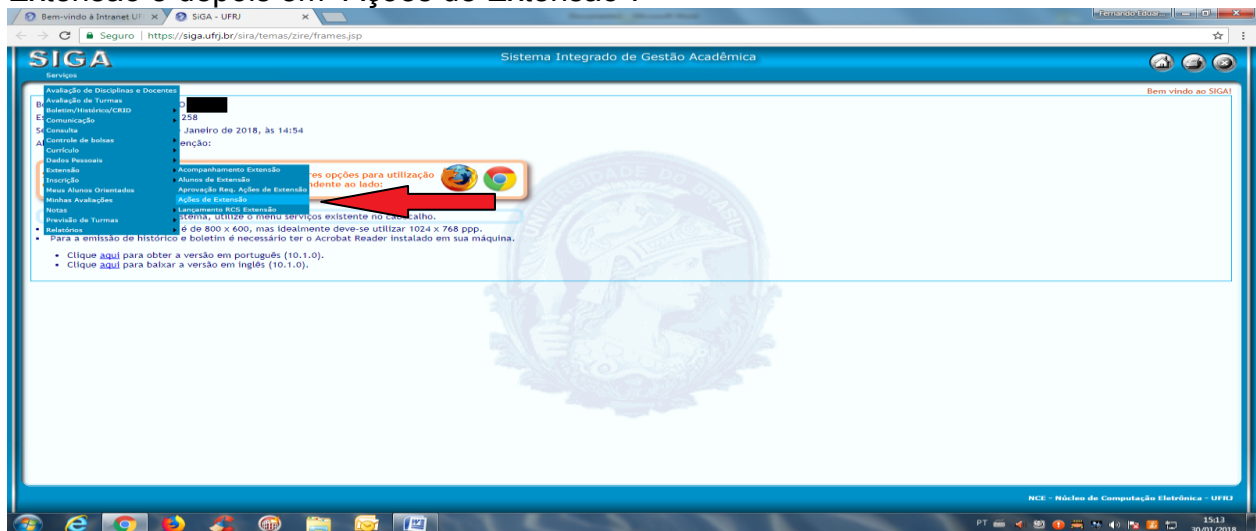 Extensão e depois em "Ações de Extensão".
Bem-vindo à Intranet UF
SiGA - UFRJ
Seguro | https://siga.ufrj.br/sira/temas/zire/frames.jsp
SIGA
Sistema Integrado de Gestão Acadêmica
Serviços
Bem vindo ao SIGA!
Avaliação de Disciplinas e Docentes
Avaliação de Turmas
Boletim/Histórico/CRID
Comunicação
258
Consulta
Janeiro de 2018, às 14:54
Controle de bolsas
enção:
Currículo
Dados Pessoais
Extensão
Acompanhamento Extensão
res opções para utilização
Inscrição
Alunos de Extensão
ndente ao lado:
Meus Alunos Orientados
Aprovação Req. Ações de Extensão
Minhas Avaliações
Ações de Extensão
Notas
Lançamento RCS Extensão
stema, utilize o menu serviços existente no cabeçalho.
Previsão de Turmas
Relatórios
é de 800 x 600, mas idealmente deve-se utilizar 1024 x 768 ppp.
• Para a emissão de histórico e boletim é necessário ter o Acrobat Reader instalado em sua máquina.
• Clique aqui para obter a versão em português (10.1.0).
• Clique aqui para baixar a versão em inglês (10.1.0).
NCE - Núcleo de Computação Eletrônica - UFRJ
PT
15:13
30/01/2018